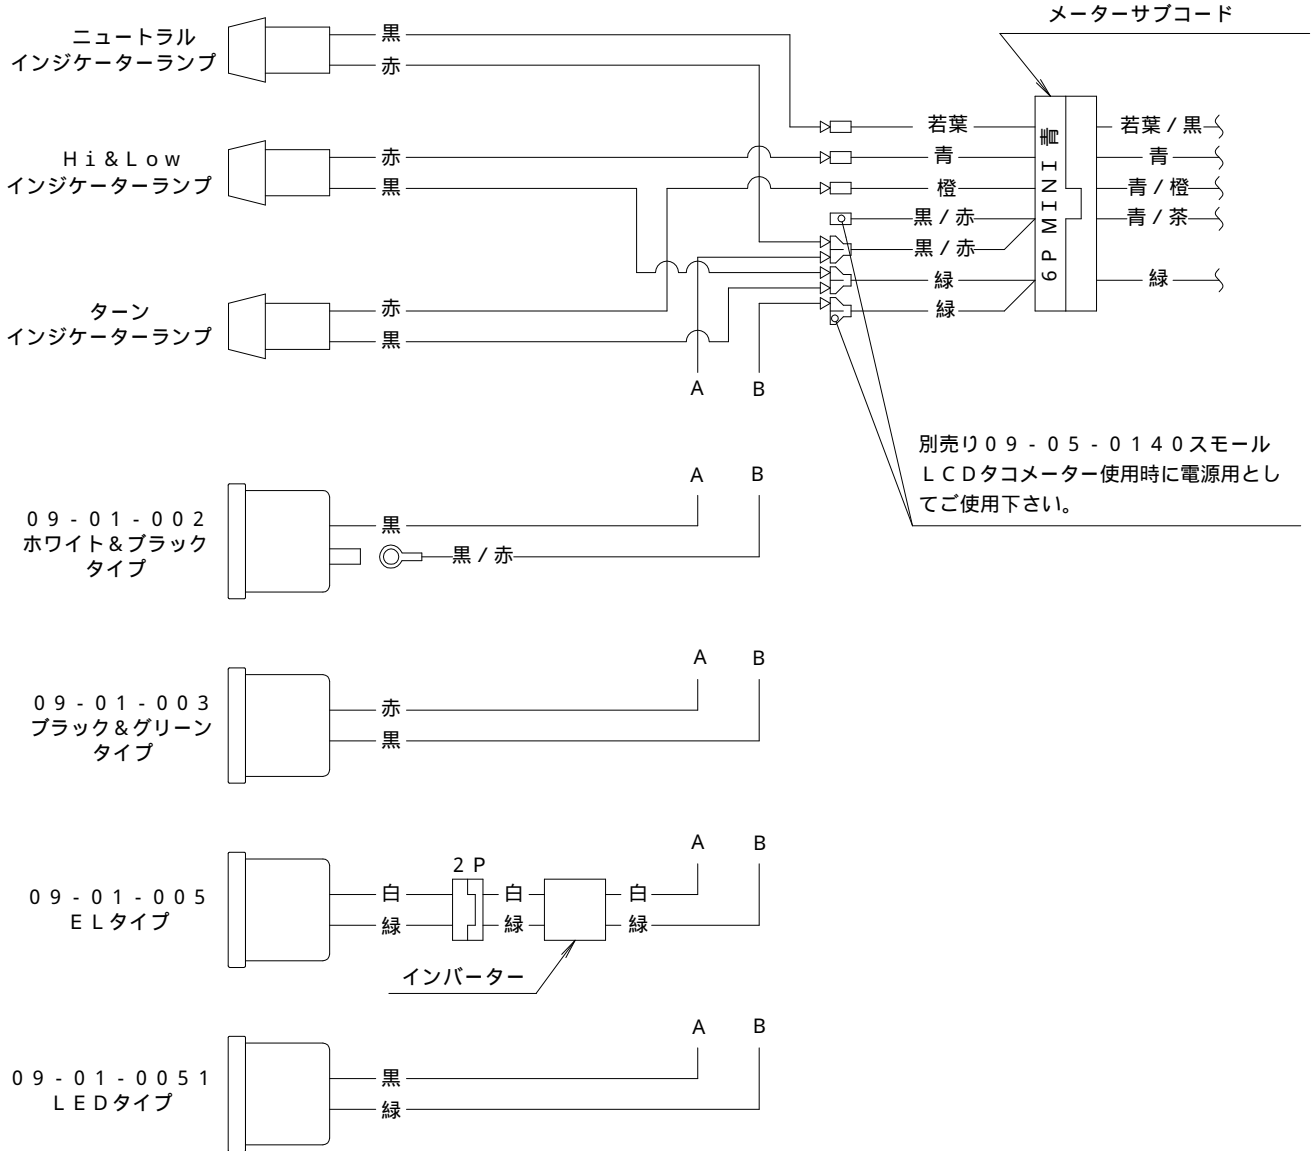 メーターサブコード
ニュートラル
インジケーターランプ
黒
赤
Hi&Low
インジケーターランプ
赤
黒
ターン
インジケーターランプ
赤
黒
若葉
青
橙
黒/赤
黒/赤
緑
緑
6P MINI 青
若葉/黒
青
青/橙
青/茶
緑
A
B
別売り09-05-0140スモール
LCDタコメーター使用時に電源用とし
てご使用下さい。
09-01-002
ホワイト&ブラック
タイプ
黒
黒/赤
A
B
09-01-003
ブラック&グリーン
タイプ
赤
黒
A
B
09-01-005
ELタイプ
白
緑
2P
白
緑
白
緑
A
B
インバーター
09-01-0051
LEDタイプ
黒
緑
A
B